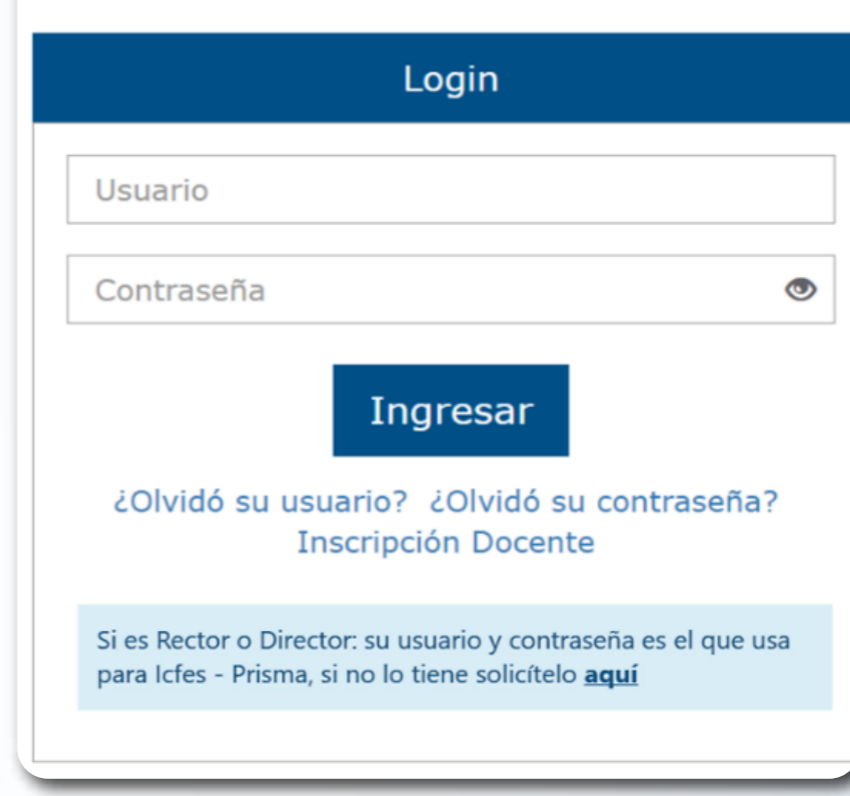 Login
Usuario
Contraseña
Ingresar
¿Olvidó su usuario? ¿Olvidó su contraseña?
Inscripción Docente
Si es Rector o Director: su usuario y contraseña es el que usa
para Icfes - Prisma, si no lo tiene solicítelo aquí